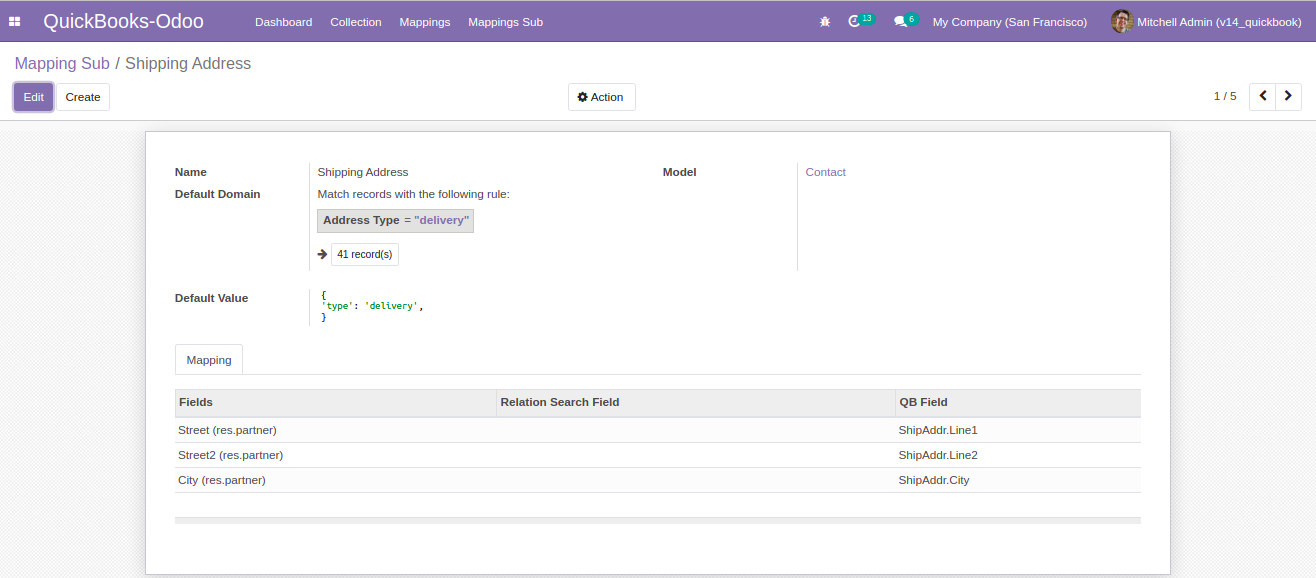 QuickBooks-Odoo Dashboard Collection Mappings Mappings Sub 13 6 My Company (San Francisco) Mitchell Admin (v14_quickbook)
Mapping Sub / Shipping Address
Edit Create Action 1 / 5
Name Shipping Address Model Contact
Default Domain Match records with the following rule:
Address Type = "delivery"
41 record(s)
Default Value {
'type': 'delivery',
}
Mapping
Fields Relation Search Field QB Field
Street (res.partner) ShipAddr.Line1
Street2 (res.partner) ShipAddr.Line2
City (res.partner) ShipAddr.City